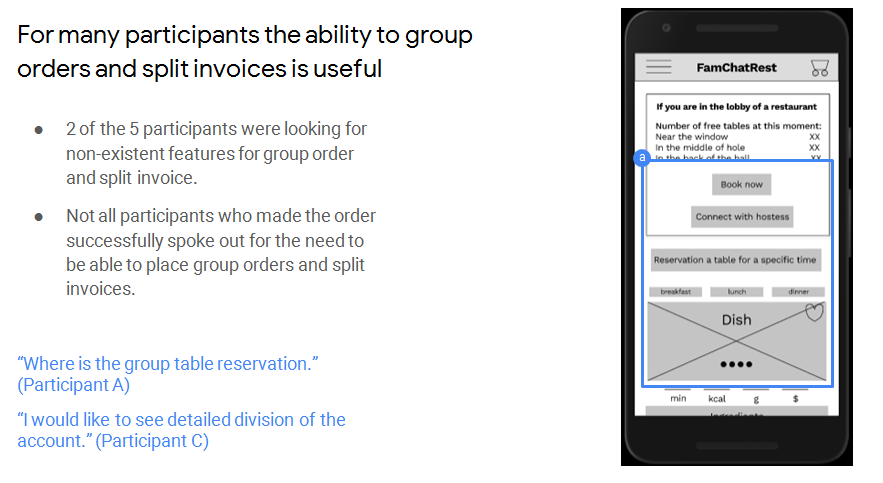 For many participants the ability to group
orders and split invoices is useful
● 2 of the 5 participants were looking for
non-existent features for group order
and split invoice.
● Not all participants who made the order
successfully spoke out for the need to
be able to place group orders and split
invoices.
“Where is the group table reservation.”
(Participant A)
“I would like to see detailed division of the
account.” (Participant C)
FamChatRest
If you are in the lobby of a restaurant
Number of free tables at this moment:
Near the window XX
In the middle of hole XX
In the back of the hall XX
a
Book now
Connect with hostess
Reservation a table for a specific time
breakfast lunch dinner
Dish
min kcal g $
Ingredients